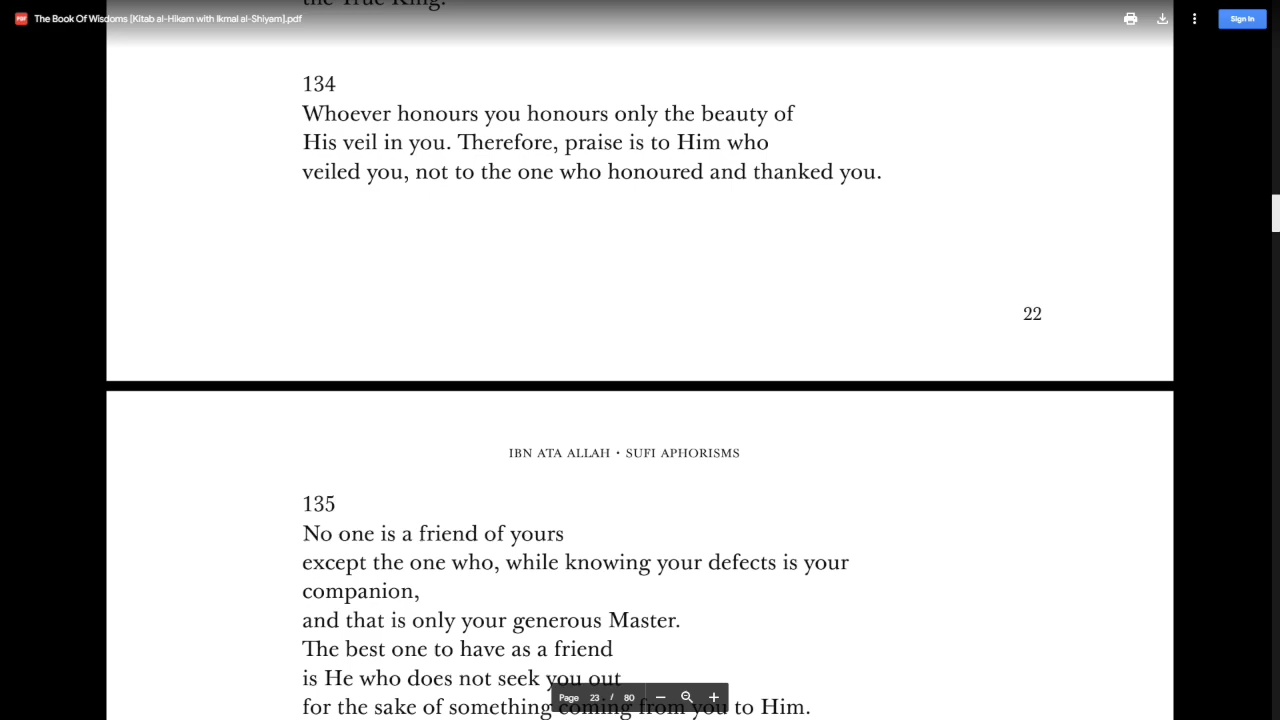 the True King.
The Book Of Wisdoms [Kitab al-Hikam with Ikmal al-Shiyam].pdf
Sign in
134
Whoever honours you honours only the beauty of
His veil in you. Therefore, praise is to Him who
veiled you, not to the one who honoured and thanked you.
22
IBN ATA ALLAH • SUFI APHORISMS
135
No one is a friend of yours
except the one who, while knowing your defects is your
companion,
and that is only your generous Master.
The best one to have as a friend
is He who does not seek you out
Page 23 / 80
for the sake of something coming from you to Him.